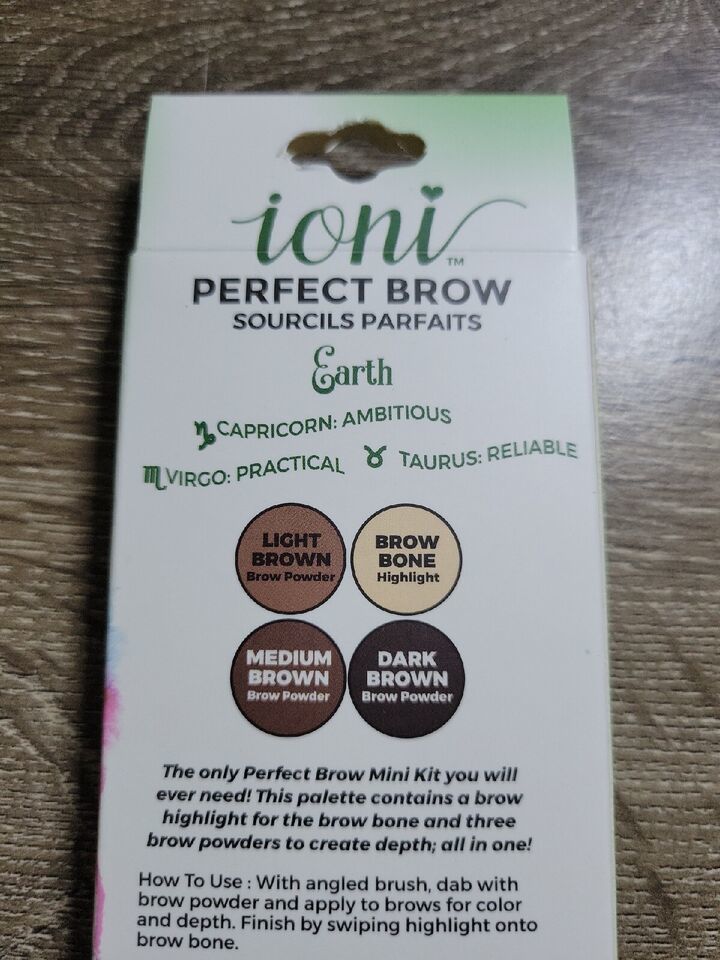 ioni™
PERFECT BROW
SOURCILS PARFAITS
Earth
♑ CAPRICORN: AMBITIOUS
♏ VIRGO: PRACTICAL ♉ TAURUS: RELIABLE
LIGHT
BROWN
Brow Powder
BROW
BONE
Highlight
MEDIUM
BROWN
Brow Powder
DARK
BROWN
Brow Powder
The only Perfect Brow Mini Kit you will
ever need! This palette contains a brow
highlight for the brow bone and three
brow powders to create depth; all in one!
How To Use : With angled brush, dab with
brow powder and apply to brows for color
and depth. Finish by swiping highlight onto
brow bone.